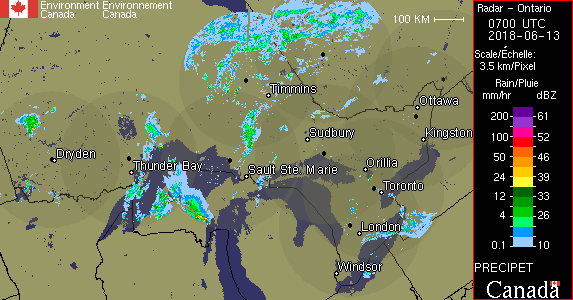 Environment Environnement
Canada Canada
100 KM
Timmins
Ottawa
Sudbury
Kingston
Dryden
Thunder Bay
Sault Ste. Marie
Orillia
Toronto
London
Windsor
Radar - Ontario
0700 UTC
2018-06-13
Scale/Échelle:
3.5 km/Pixel
Rain/Pluie
mm/hr dBZ
200 61
100 52
50 46
24 39
12 33
4 26
0.1 10
PRECIPET
Canada